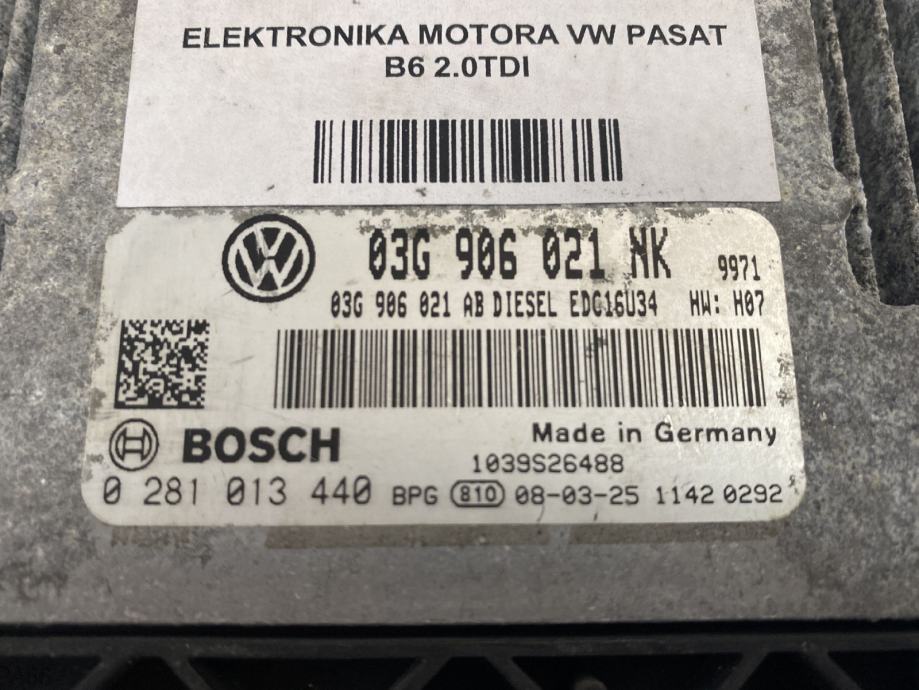 ELEKTRONIKA MOTORA VW PASAT
B6 2.0TDI
03G 906 021 NK 9971
03G 906 021 AB DIESEL EDC16U34 HW: H07
BOSCH
Made in Germany
1039S26488
0 281 013 440 BPG 810 08-03-25 1142 0292